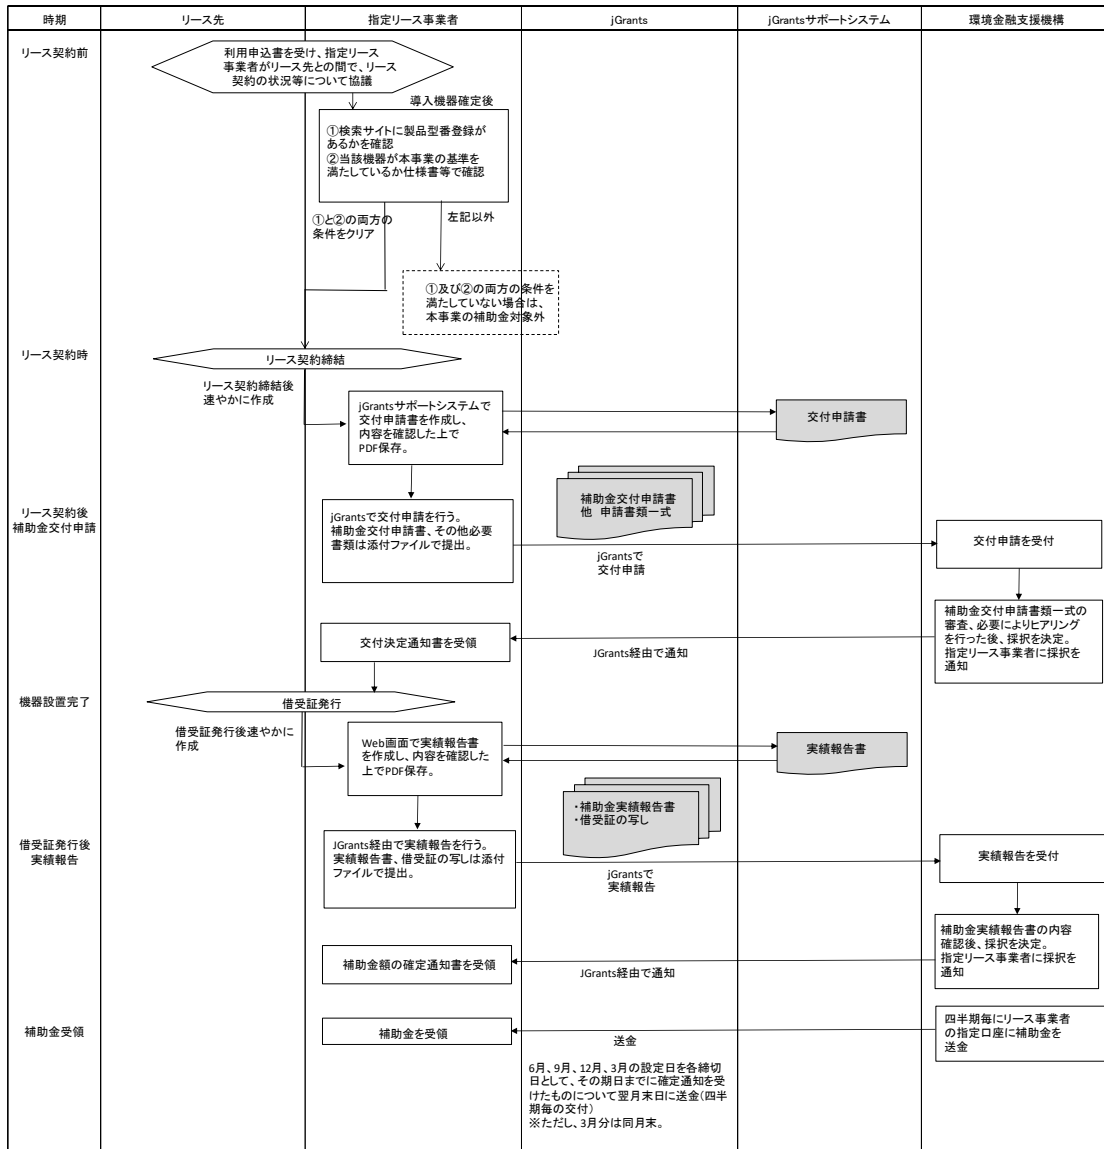 時期
リース先
指定リース事業者
jGrants
jGrantsサポートシステム
環境金融支援機構
リース契約前
利用申込書を受け、指定リース
事業者がリース先との間で、リース
契約の状況等について協議
導入機器確定後
①検索サイトに製品型番登録が
あるかを確認
②当該機器が本事業の基準を
満たしているか仕様書等で確認
①と②の両方の
条件をクリア
左記以外
①及び②の両方の条件を
満たしていない場合は、
本事業の補助金対象外
リース契約時
リース契約締結
リース契約締結後
速やかに作成
jGrantsサポートシステムで
交付申請書を作成し、
内容を確認した上で
PDF保存。
交付申請書
リース契約後
補助金交付申請
jGrantsで交付申請を行う。
補助金交付申請書、その他必要
書類は添付ファイルで提出。
補助金交付申請書
他 申請書類一式
jGrantsで
交付申請
交付申請を受付
補助金交付申請書類一式の
審査、必要によりヒアリング
を行った後、採択を決定。
指定リース事業者に採択を
通知
交付決定通知書を受領
JGrants経由で通知
機器設置完了
借受証発行
借受証発行後速やかに
作成
Web画面で実績報告書
を作成し、内容を確認した
上でPDF保存。
実績報告書
借受証発行後
実績報告
JGrants経由で実績報告を行う。
実績報告書、借受証の写しは添付
ファイルで提出。
・補助金実績報告書
・借受証の写し
jGrantsで
実績報告
実績報告を受付
補助金実績報告書の内容
確認後、採択を決定。
指定リース事業者に採択を
通知
補助金額の確定通知書を受領
JGrants経由で通知
補助金受領
補助金を受領
送金
四半期毎にリース事業者
の指定口座に補助金を
送金
6月、9月、12月、3月の設定日を各締切
日として、その期日までに確定通知を受
けたものについて翌月末日に送金(四半
期毎の交付)
※ただし、3月分は同月末。